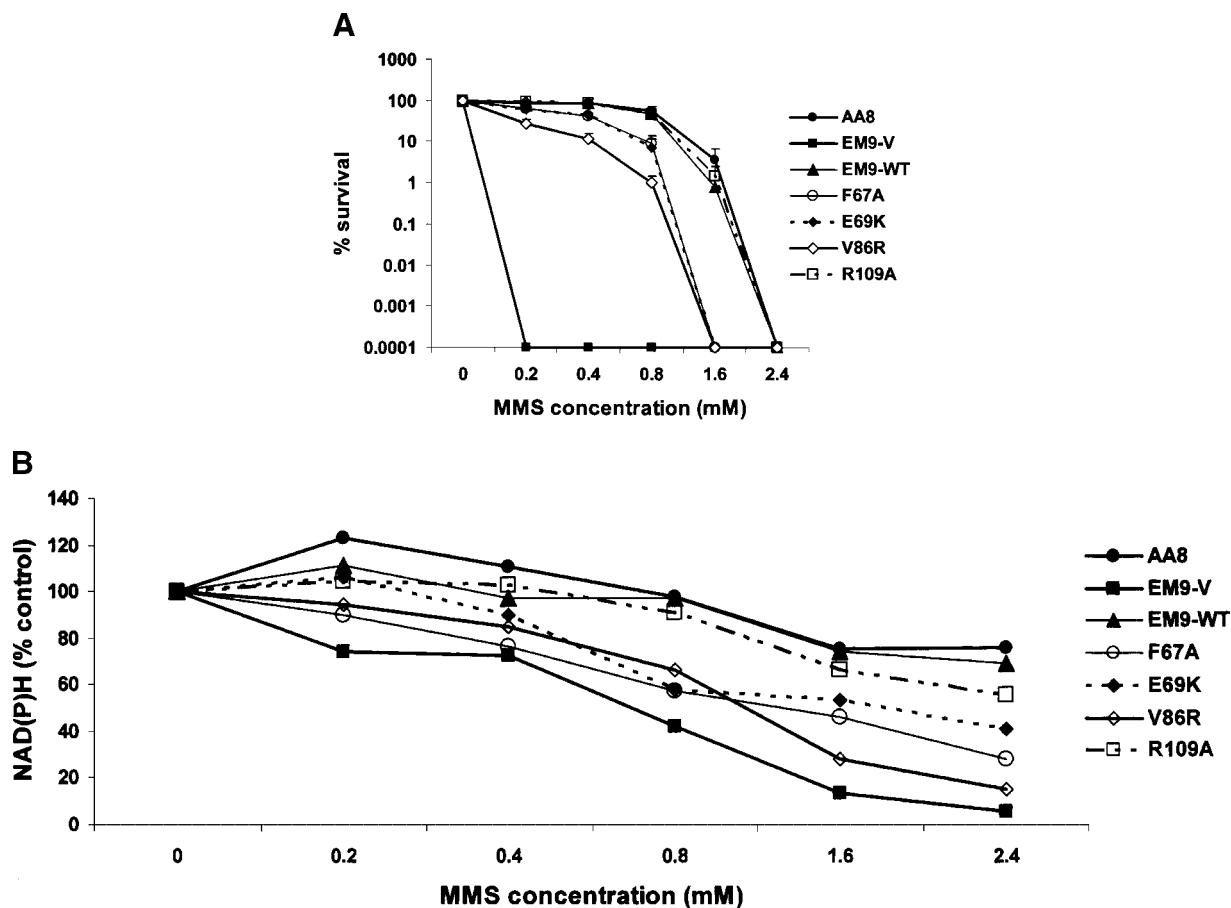 A
1000
100
10
1
0.1
0.01
0.001
0.0001
% survival
0 0.2 0.4 0.8 1.6 2.4
MMS concentration (mM)
AA8
EM9-V
EM9-WT
F67A
E69K
V86R
R109A
B
140
120
100
80
60
40
20
0
NAD(P)H (% control)
0 0.2 0.4 0.8 1.6 2.4
MMS concentration (mM)
AA8
EM9-V
EM9-WT
F67A
E69K
V86R
R109A